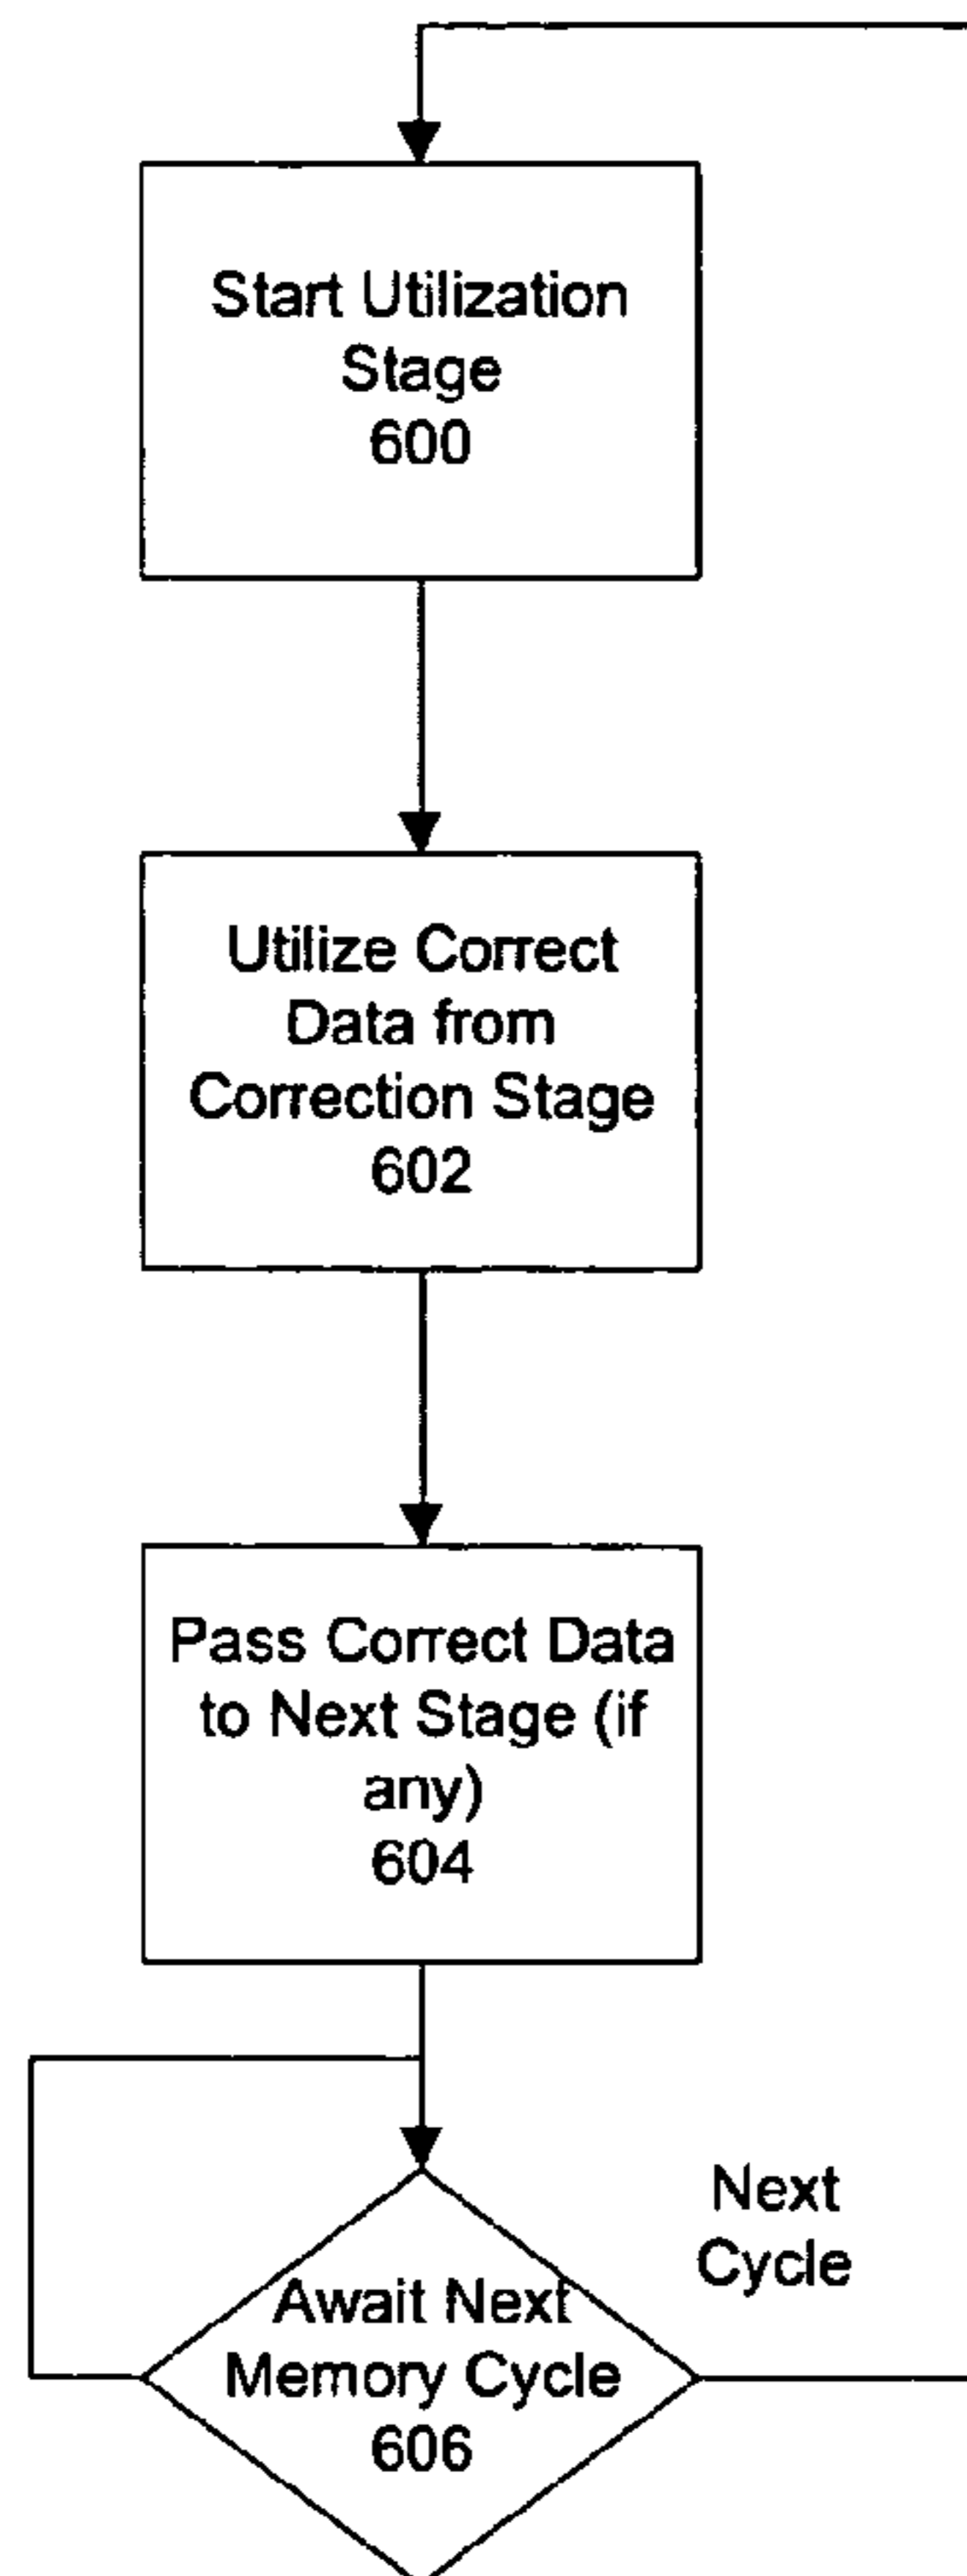 Start Utilization
Stage
600
Utilize Correct
Data from
Correction Stage
602
Pass Correct Data
to Next Stage (if
any)
604
Next
Cycle
Await Next
Memory Cycle
606